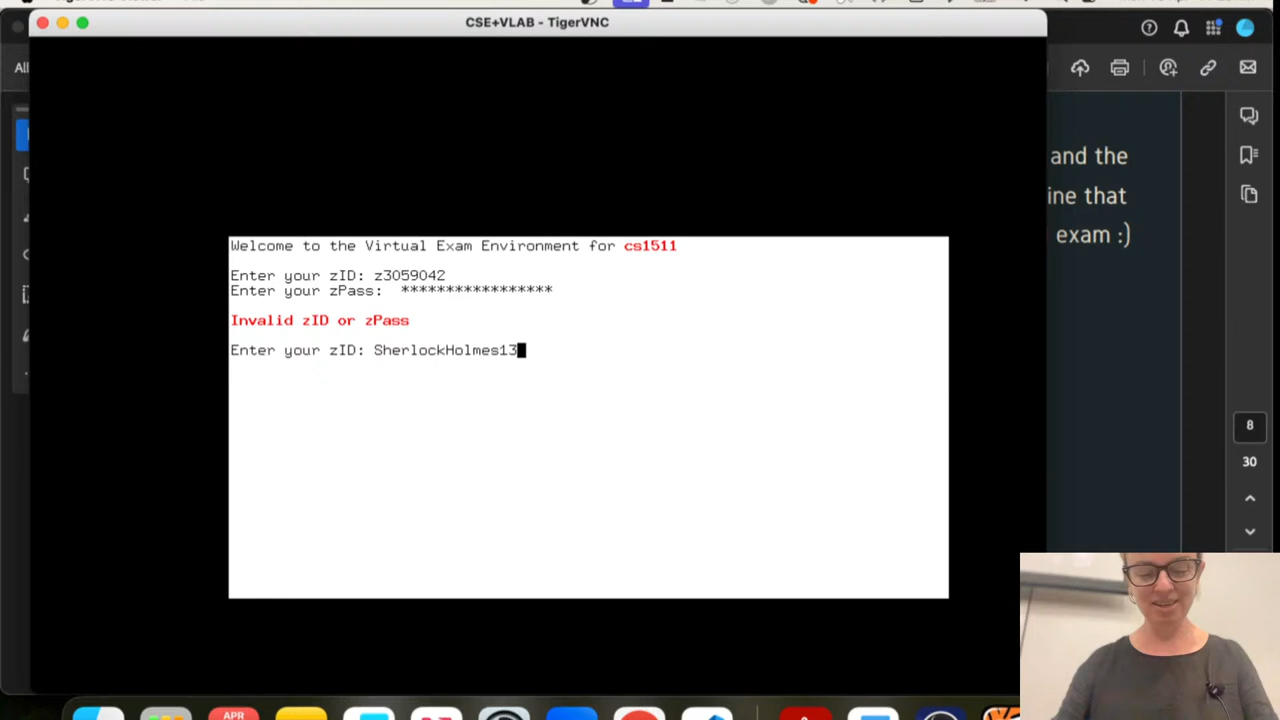 CSE+VLAB - TigerVNC
All
and the
ine that
exam :)
Welcome to the Virtual Exam Environment for cs1511
Enter your zID: z3059042
Enter your zPass: *****************
Invalid zID or zPass
Enter your zID: SherlockHolmes13
8
30
APR